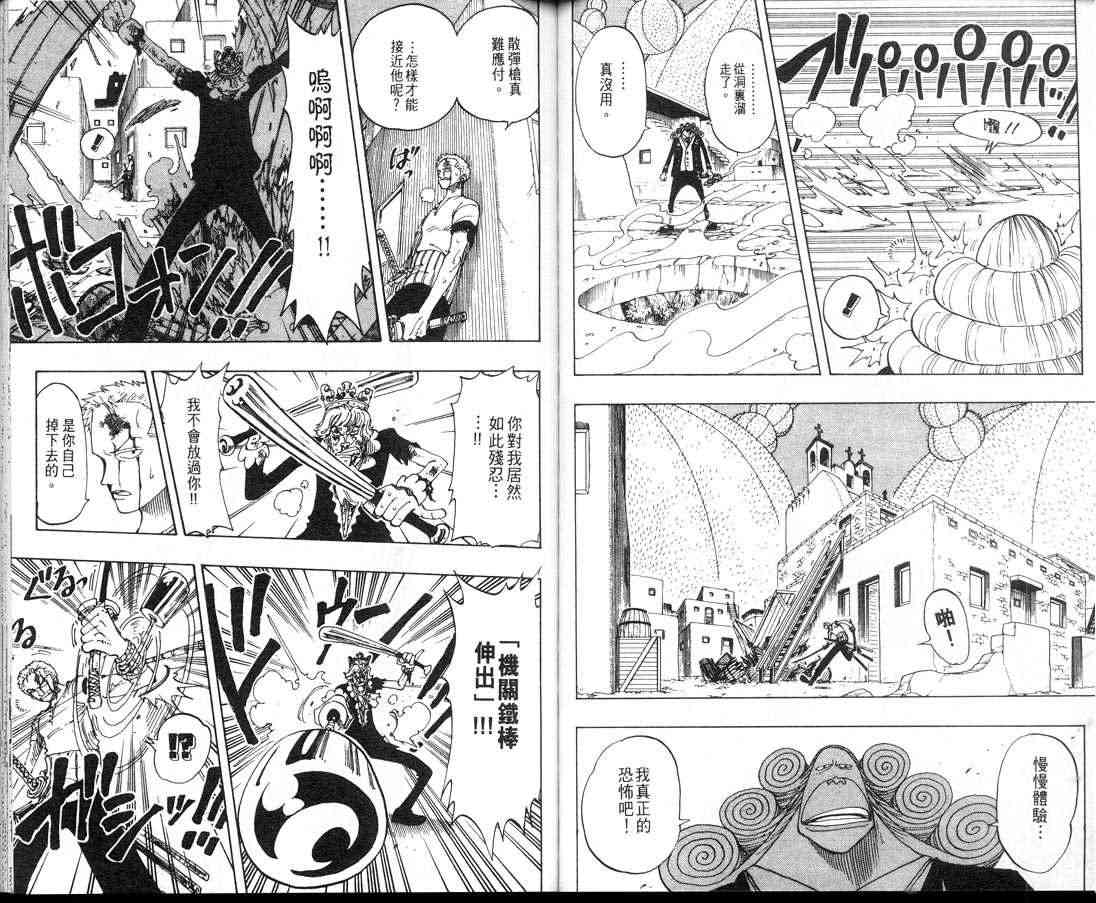 パパパパパッ
!
從洞裏溜
走了。
………
………
真沒用。
啪！
慢慢體驗…
我真正的
恐怖吧！
散彈槍真
難應付。
…怎樣才能
接近他呢？
ばっ
嗚啊啊啊……!!
!
ボコォン!!
你對我居然
如此殘忍…
…!!
我不會放過你!!
是你自己
掉下去的。
「機關鐵棒
伸出」!!!
ウーン
ぐるっ
ぐるっ
!?
ガシッ!!